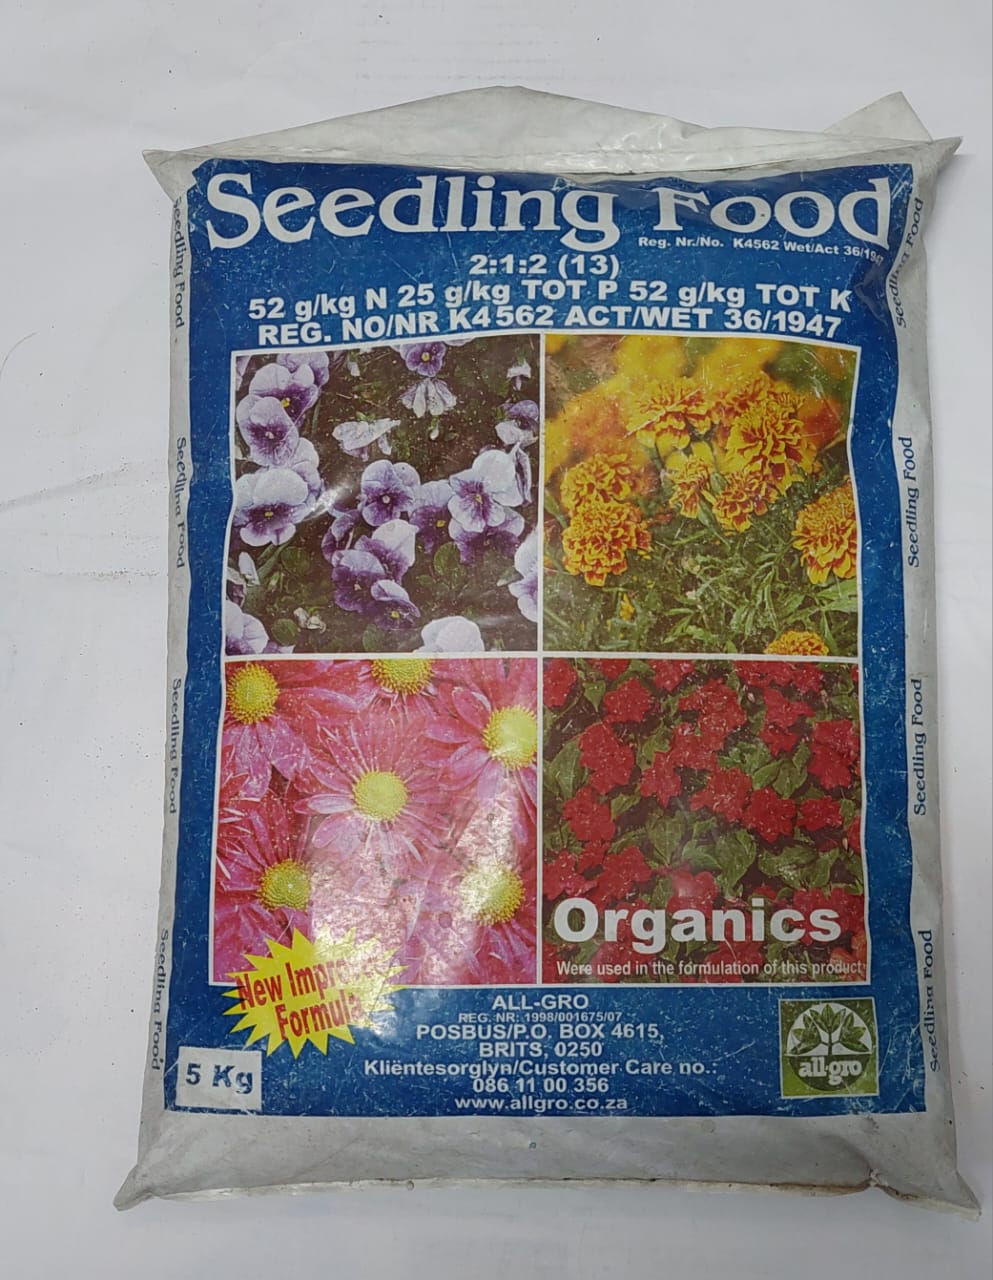 Seedling Food
Reg. Nr./No. K4562 Wet/Act 36/1947
2:1:2 (13)
52 g/kg N 25 g/kg TOT P 52 g/kg TOT K
REG. NO/NR K4562 ACT/WET 36/1947
Organics
Were used in the formulation of this product
New Improved
Formula
ALL-GRO
REG. NR: 1998/001675/07
POSBUS/P.O. BOX 4615,
BRITS, 0250
Kliëntesorglyn/Customer Care no.:
086 11 00 356
www.allgro.co.za
5 Kg
all-gro
Seedling Food
Seedling Food
Seedling Food
Seedling Food
Seedling Food
Seedling Food
Seedling Food
Seedling Food